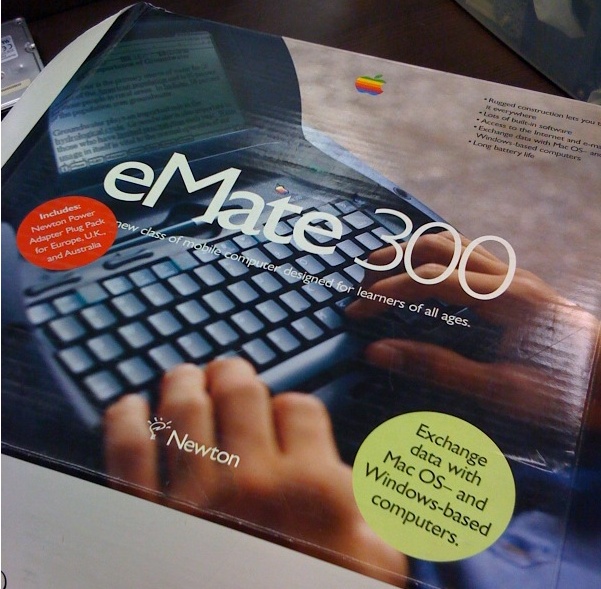 • Rugged construction lets you t
it everywhere
• Lots of built-in software
• Access to the Internet and e-ma
• Exchange data with Mac OS– and
Windows-based computers
• Long battery life
eMate 300
new class of mobile computer designed for learners of all ages.
Includes:
Newton Power
Adapter Plug Pack
for Europe, U.K.,
and Australia
Newton
Exchange
data with
Mac OS– and
Windows-based
computers.